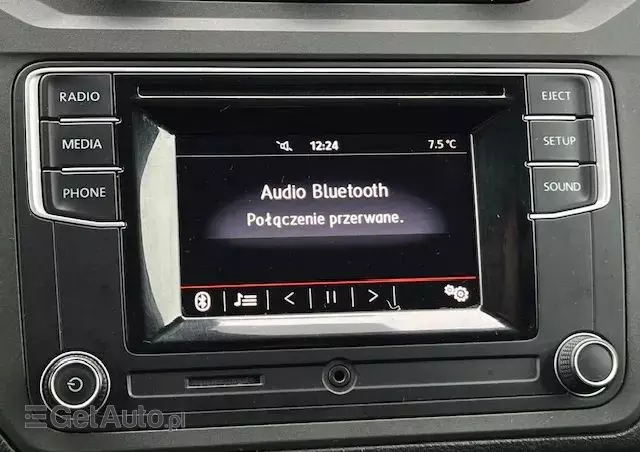 RADIO
MEDIA
PHONE
EJECT
SETUP
SOUND
12:24 7.5 °C
Audio Bluetooth
Połączenie przerwane.
GetAuto.pl